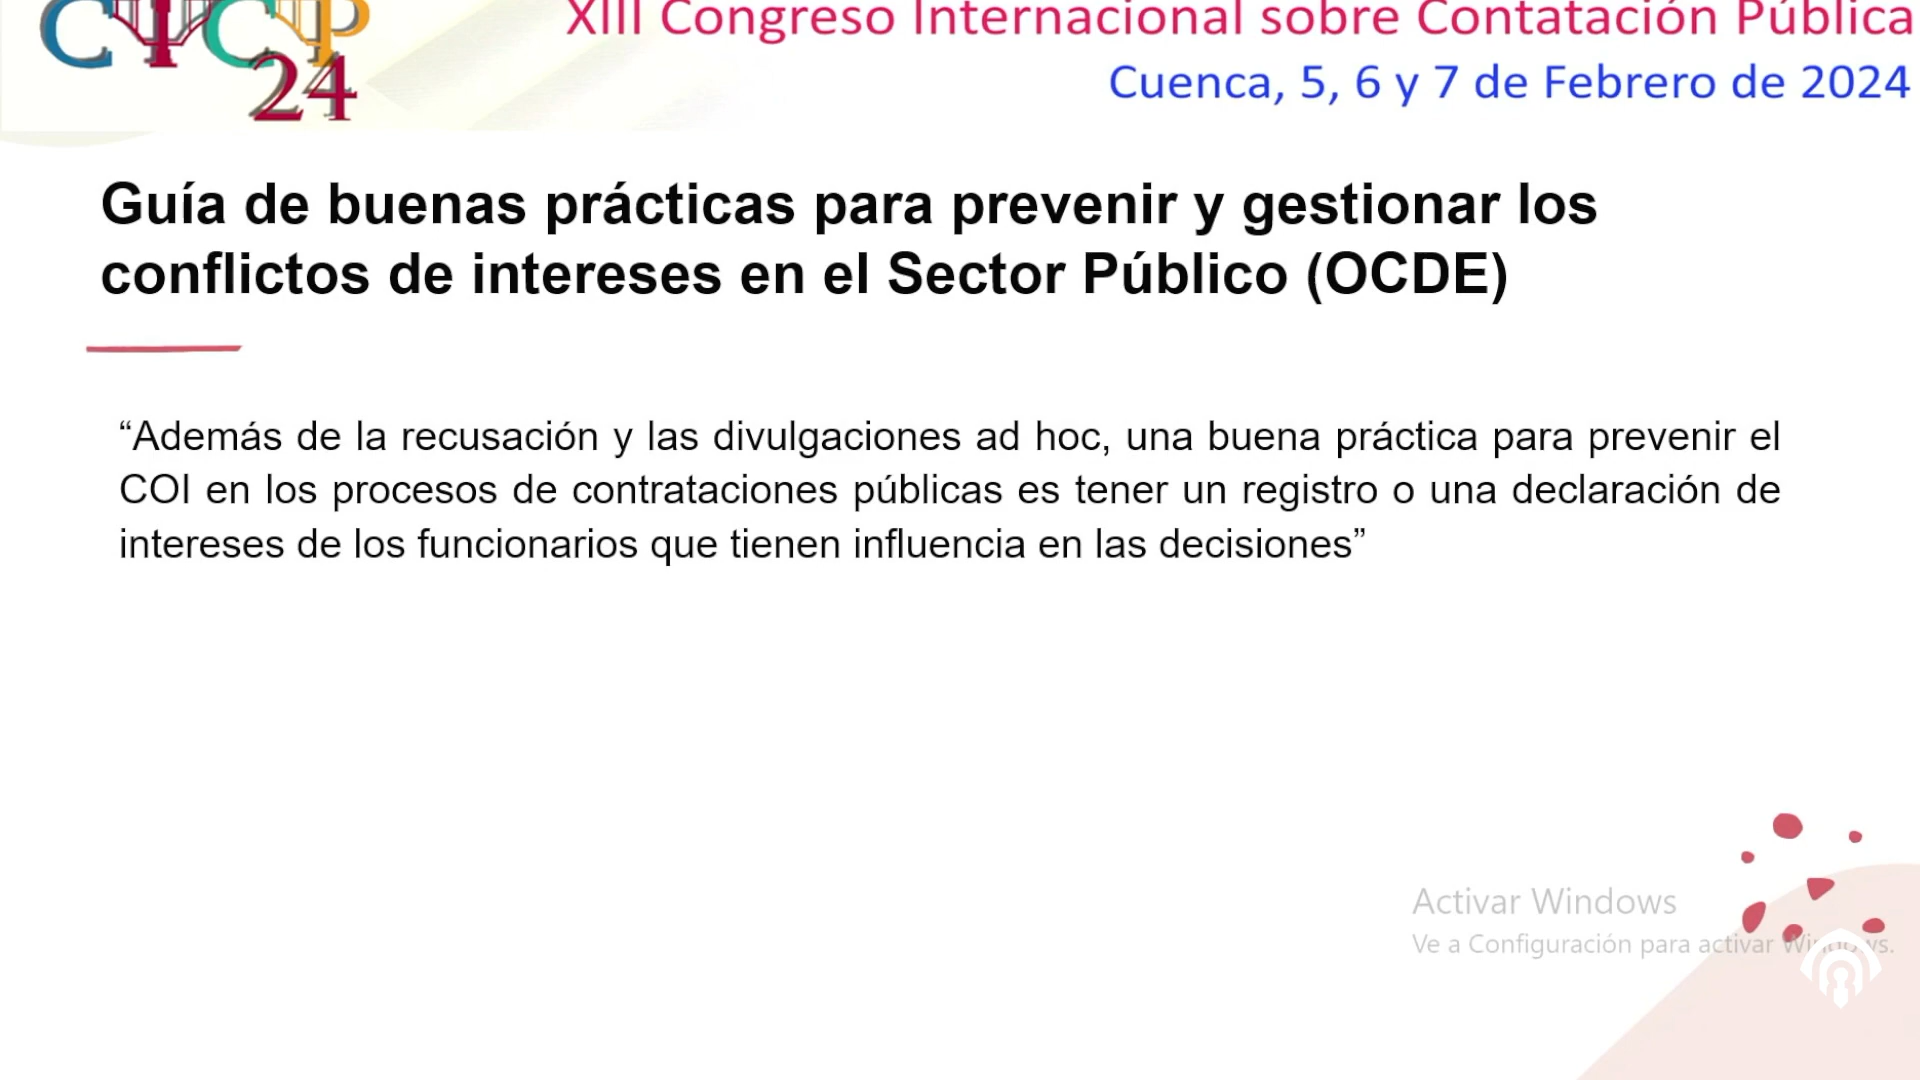 CICP
24
XIII Congreso Internacional sobre Contatación Pública
Cuenca, 5, 6 y 7 de Febrero de 2024
Guía de buenas prácticas para prevenir y gestionar los
conflictos de intereses en el Sector Público (OCDE)
“Además de la recusación y las divulgaciones ad hoc, una buena práctica para prevenir el
COI en los procesos de contrataciones públicas es tener un registro o una declaración de
intereses de los funcionarios que tienen influencia en las decisiones”
Activar Windows
Ve a Configuración para activar Windows.